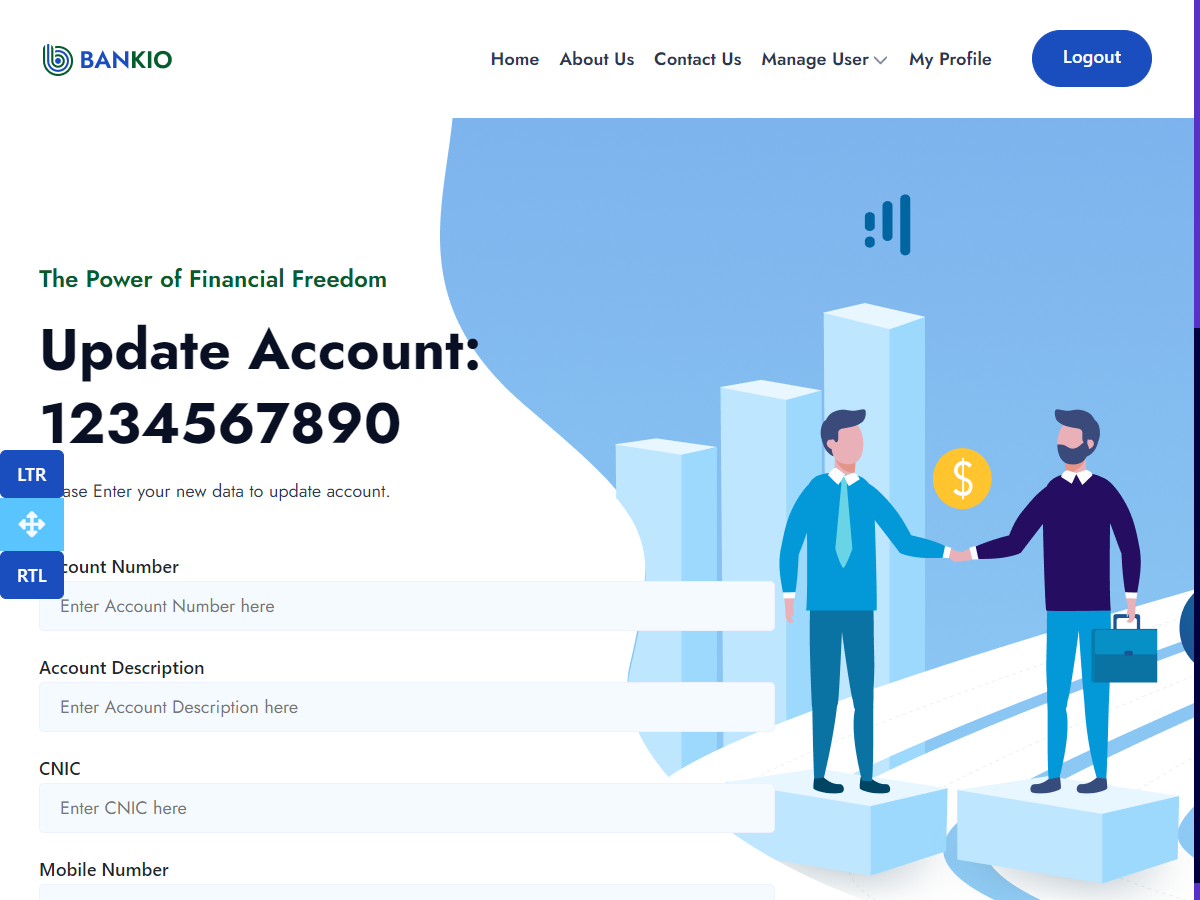 BANKIO
Home
About Us
Contact Us
Manage User
My Profile
Logout
The Power of Financial Freedom
Update Account:
1234567890
LTR
ase Enter your new data to update account.
RTL
count Number
Enter Account Number here
Account Description
Enter Account Description here
CNIC
Enter CNIC here
Mobile Number
$